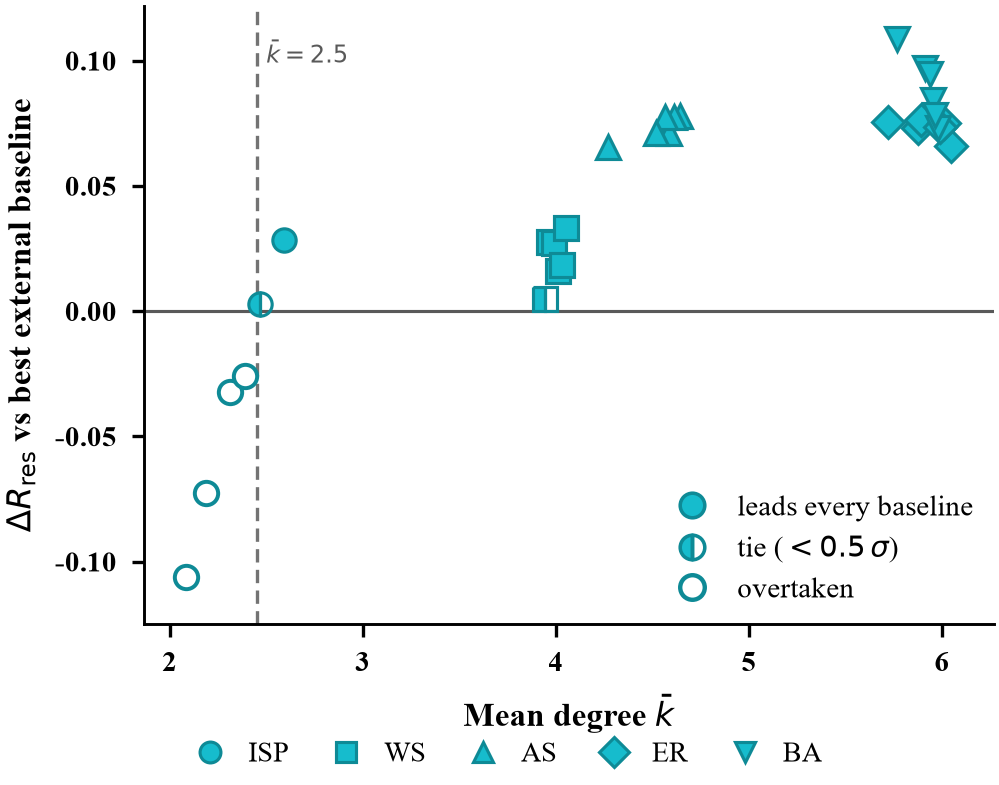 0.10
0.05
0.00
-0.05
-0.10
ΔR_res vs best external baseline
k̄ = 2.5
leads every baseline
tie ( < 0.5 σ)
overtaken
2 3 4 5 6
Mean degree k̄
ISP WS AS ER BA